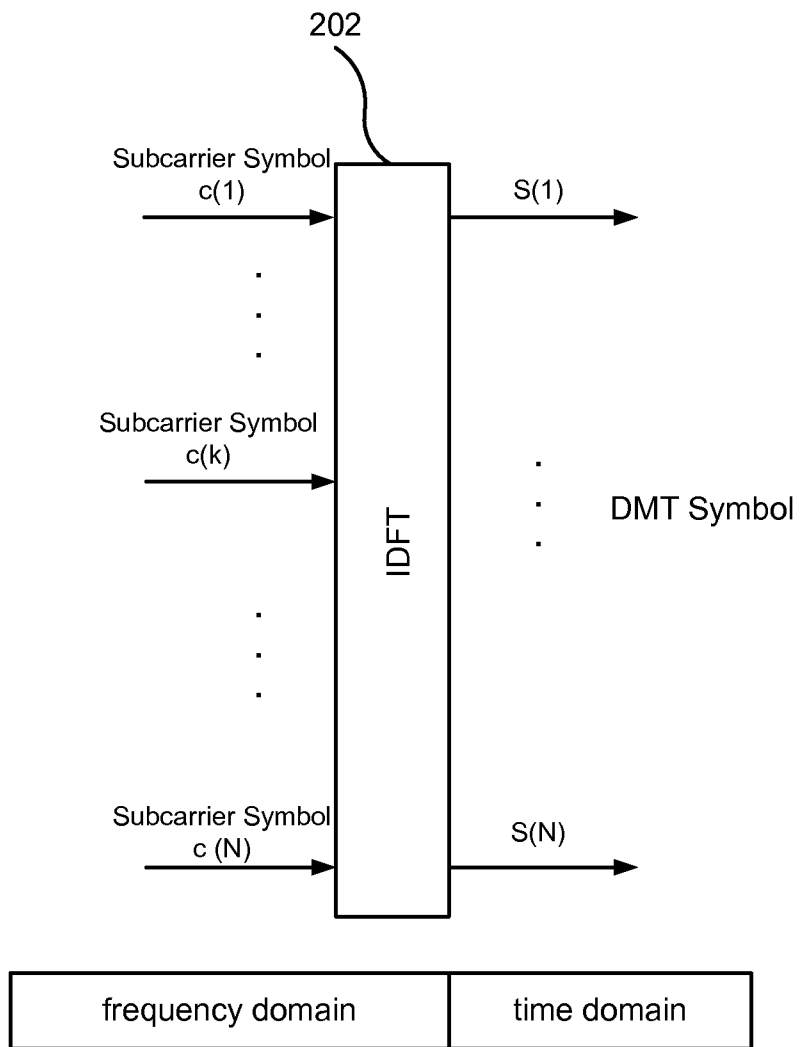 202
Subcarrier Symbol
c(1)
S(1)
Subcarrier Symbol
c(k)
IDFT
DMT Symbol
Subcarrier Symbol
c (N)
S(N)
frequency domain
time domain